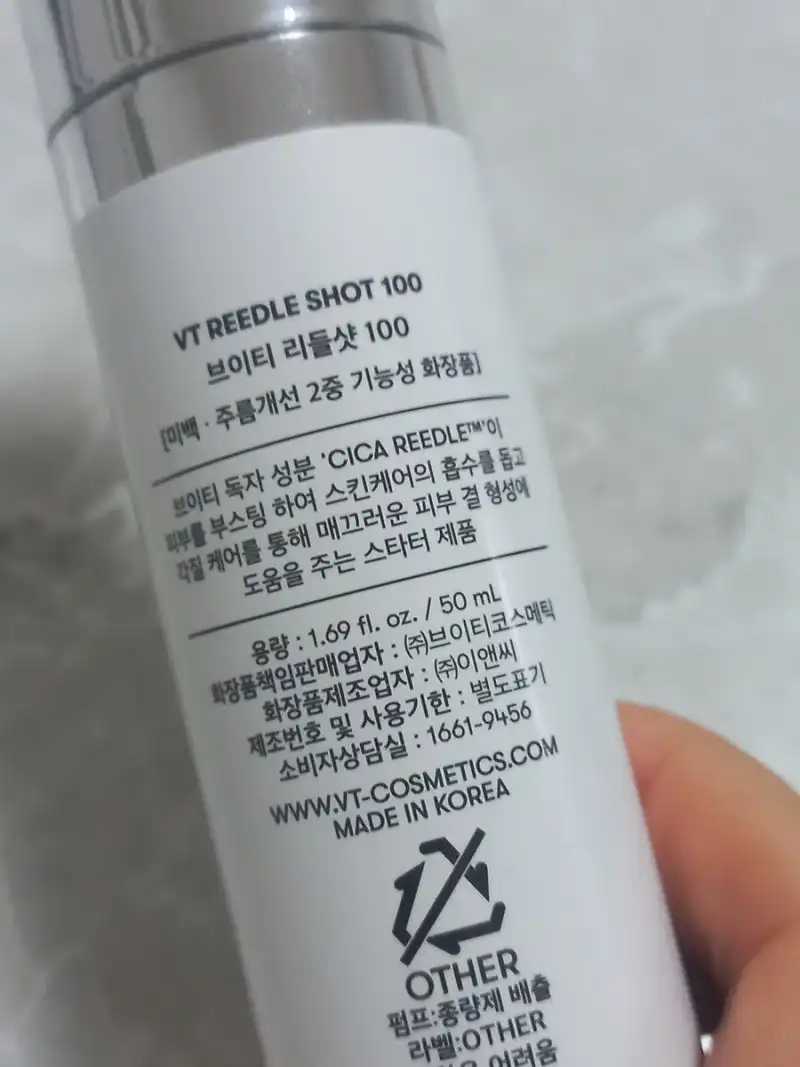 VT REEDLE SHOT 100
브이티 리들샷 100
[미백 · 주름개선 2중 기능성 화장품]
브이티 독자 성분 'CICA REEDLE™'이
피부를 부스팅 하여 스킨케어의 흡수를 돕고
각질 케어를 통해 매끄러운 피부 결 형성에
도움을 주는 스타터 제품
용량 : 1.69 fl. oz. / 50 mL
화장품책임판매업자 : ㈜브이티코스메틱
화장품제조업자 : ㈜이앤씨
제조번호 및 사용기한 : 별도표기
소비자상담실 : 1661-9456
WWW.VT-COSMETICS.COM
MADE IN KOREA
OTHER
펌프:종량제 배출
라벨:OTHER
어려움